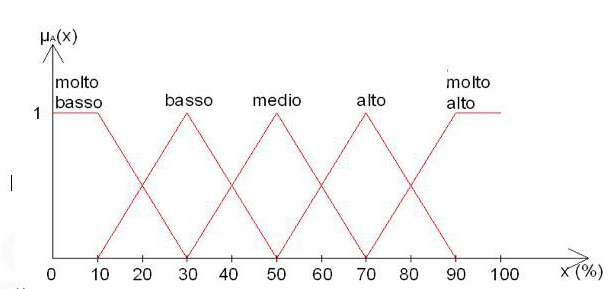 μA(x)
molto
basso
basso
medio
alto
molto
alto
1
0 10 20 30 40 50 60 70 80 90 100 x (%)